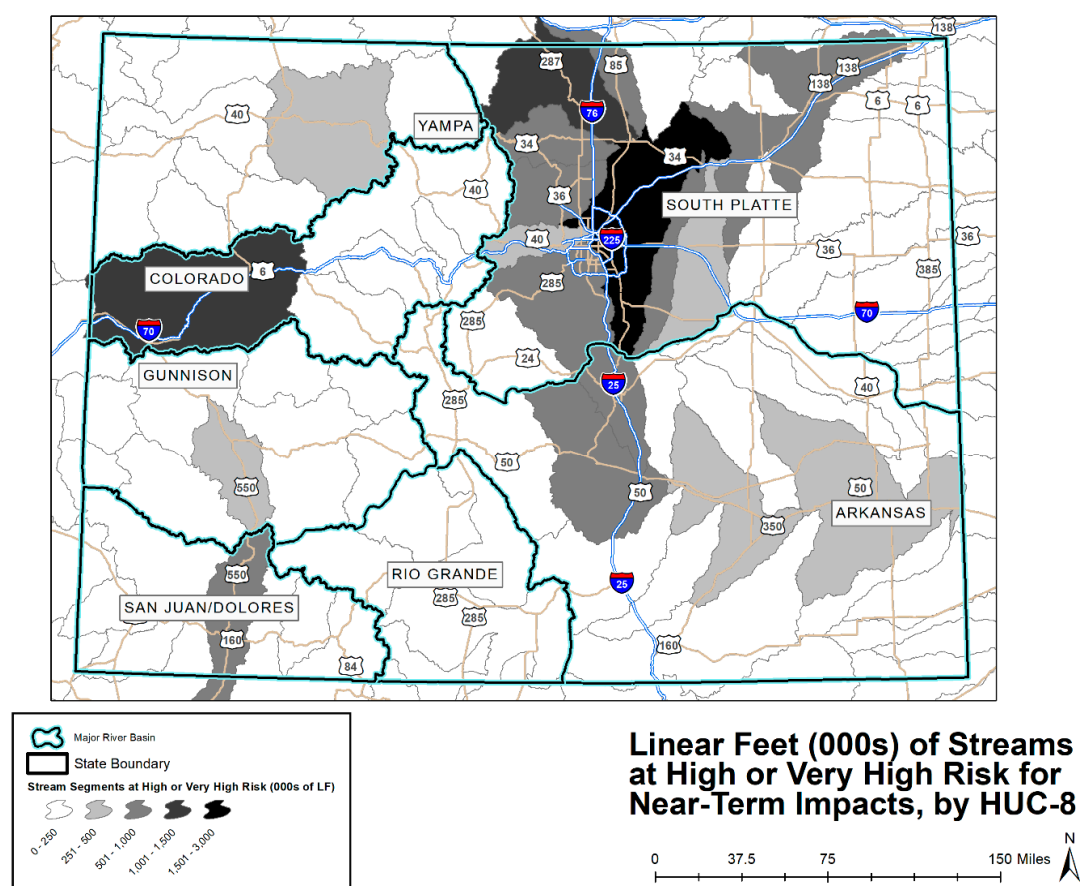 138
287
85
138
138
6
6
40
76
YAMPA
34
34
40
36
SOUTH PLATTE
40
225
36
36
385
COLORADO
6
285
70
285
70
24
GUNNISON
25
40
285
50
550
50
50
ARKANSAS
350
RIO GRANDE
550
25
285
SAN JUAN/DOLORES
285
160
160
84
Major River Basin
State Boundary
Stream Segments at High or Very High Risk (000s of LF)
0 - 250
251 - 500
501 - 1,000
1,001 - 1,500
1,501 - 3,000
Linear Feet (000s) of Streams
at High or Very High Risk for
Near-Term Impacts, by HUC-8
N
0 37.5 75 150 Miles